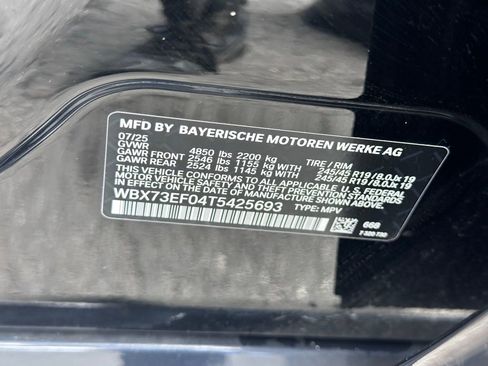 MFD BY BAYERISCHE MOTOREN WERKE AG
07/25
GVWR 4850 lbs 2200 kg TIRE / RIM
GAWR FRONT 2546 lbs 1155 kg WITH 245/45 R19 / 8.0Jx 19
GAWR REAR 2524 lbs 1145 kg WITH 245/45 R19 / 8.0Jx 19
THIS VEHICLE CONFORMS TO ALL APPLICABLE U.S. FEDERAL
MOTOR VEHICLE SAFETY, BUMPER, AND THEFT PREVENTION
STANDARDS IN EFFECT ON THE DATE OF MANUFACTURE SHOWN ABOVE.
WBX73EF04T5425693 TYPE: MPV
668